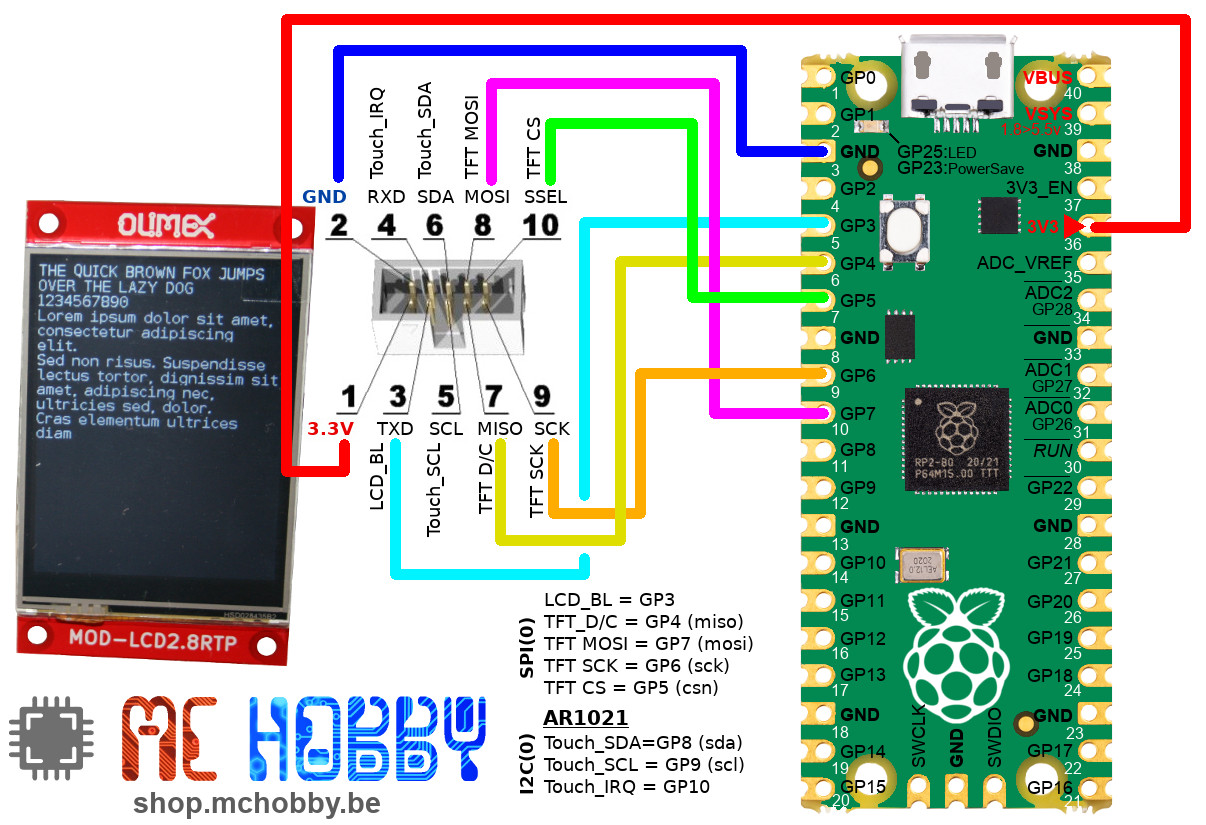 GND
RXD
SDA
MOSI
SSEL
Touch_IRQ
Touch_SDA
TFT MOSI
TFT CS
2
4
6
8
10
1
3
5
7
9
3.3V
TXD
SCL
MISO
SCK
LCD_BL
Touch_SCL
TFT D/C
TFT SCK
OLIMEX
THE QUICK BROWN FOX JUMPS
OVER THE LAZY DOG
1234567890
Lorem ipsum dolor sit amet,
consectetur adipiscing
elit.
Sed non risus. Suspendisse
lectus tortor, dignissim sit
amet, adipiscing nec,
ultricies sed, dolor.
Cras elementum ultrices
diam
MOD-LCD2.8RTP
MC HOBBY
shop.mchobby.be
SPI(0)
LCD_BL = GP3
TFT_D/C = GP4 (miso)
TFT MOSI = GP7 (mosi)
TFT SCK = GP6 (sck)
TFT CS = GP5 (csn)
AR1021
I2C(0)
Touch_SDA=GP8 (sda)
Touch_SCL = GP9 (scl)
Touch_IRQ = GP10
GP0
1
GP1
2
GND
3
GP2
4
GP3
5
GP4
6
GP5
7
GND
8
GP6
9
GP7
10
GP8
11
GP9
12
GND
13
GP10
14
GP11
15
GP12
16
GP13
17
GND
18
GP14
19
GP15
20
GP25:LED
GP23:PowerSave
RP2-B0 20/21
P64M15.00 TTT
AEL12.0
2020
SWCLK
GND
SWDIO
VBUS
40
VSYS
39
1.8>5.5v
GND
38
3V3_EN
37
3V3
36
ADC_VREF
35
ADC2
GP28
34
GND
33
ADC1
GP27
32
ADC0
GP26
31
RUN
30
GP22
29
GND
28
GP21
27
GP20
26
GP19
25
GP18
24
GND
23
GP17
22
GP16
21